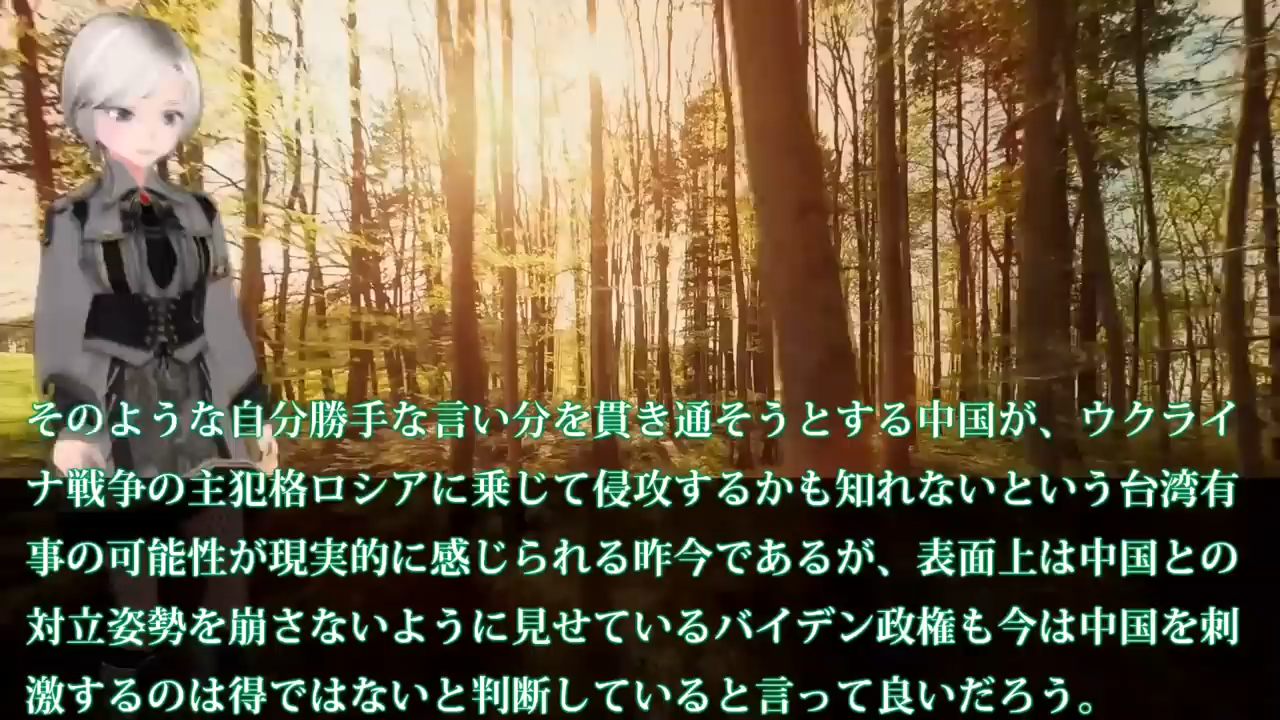 そのような自分勝手な言い分を貫き通そうとする中国が、ウクライ
ナ戦争の主犯格ロシアに乗じて侵攻するかも知れないという台湾有
事の可能性が現実的に感じられる昨今であるが、表面上は中国との
対立姿勢を崩さないように見せているバイデン政権も今は中国を刺
激するのは得ではないと判断していると言って良いだろう。